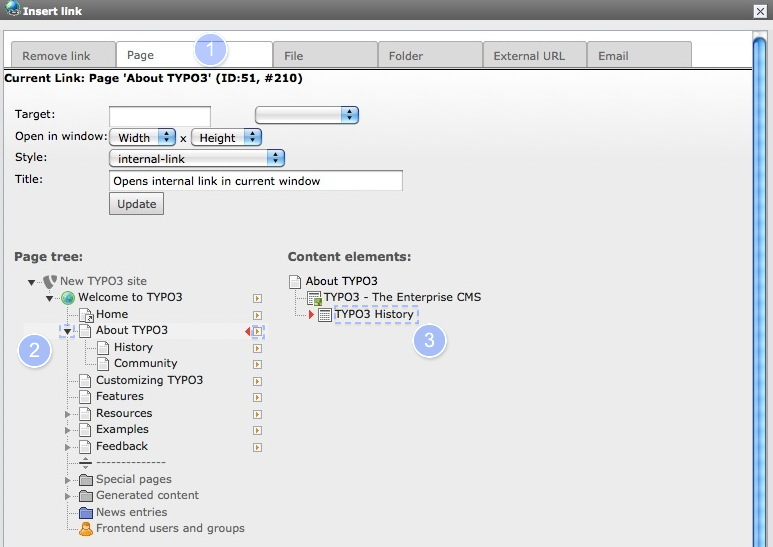 Insert link
Remove link Page 1 File Folder External URL Email
Current Link: Page 'About TYPO3' (ID:51, #210)
Target:
Open in window: Width x Height
Style: internal-link
Title: Opens internal link in current window
Update
Page tree:
New TYPO3 site
Welcome to TYPO3
Home
About TYPO3
2
History
Community
Customizing TYPO3
Features
Resources
Examples
Feedback
--------------
Special pages
Generated content
News entries
Frontend users and groups
Content elements:
About TYPO3
TYPO3 - The Enterprise CMS
TYPO3 History
3